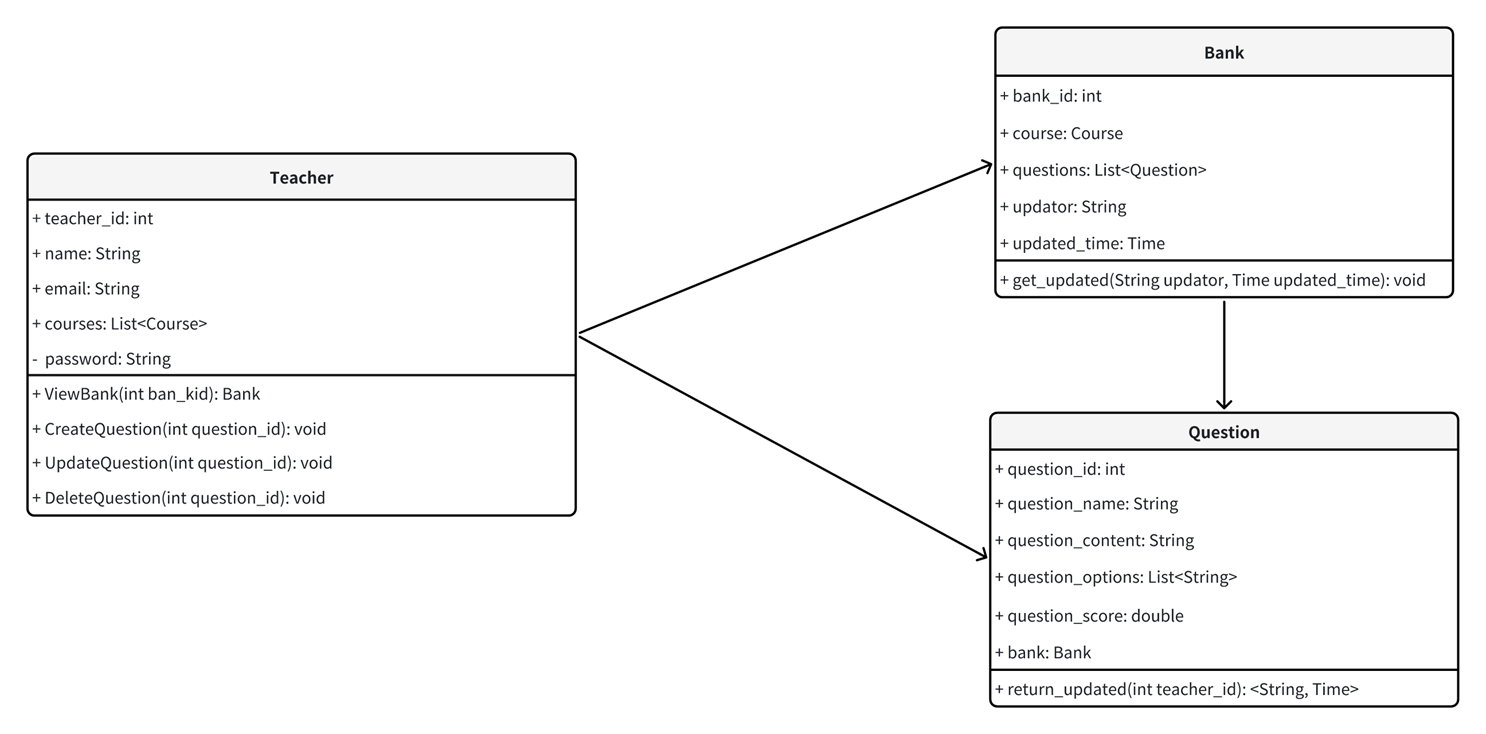 Teacher
+ teacher_id: int
+ name: String
+ email: String
+ courses: List<Course>
- password: String
+ ViewBank(int ban_kid): Bank
+ CreateQuestion(int question_id): void
+ UpdateQuestion(int question_id): void
+ DeleteQuestion(int question_id): void
Bank
+ bank_id: int
+ course: Course
+ questions: List<Question>
+ updator: String
+ updated_time: Time
+ get_updated(String updator, Time updated_time): void
Question
+ question_id: int
+ question_name: String
+ question_content: String
+ question_options: List<String>
+ question_score: double
+ bank: Bank
+ return_updated(int teacher_id): <String, Time>